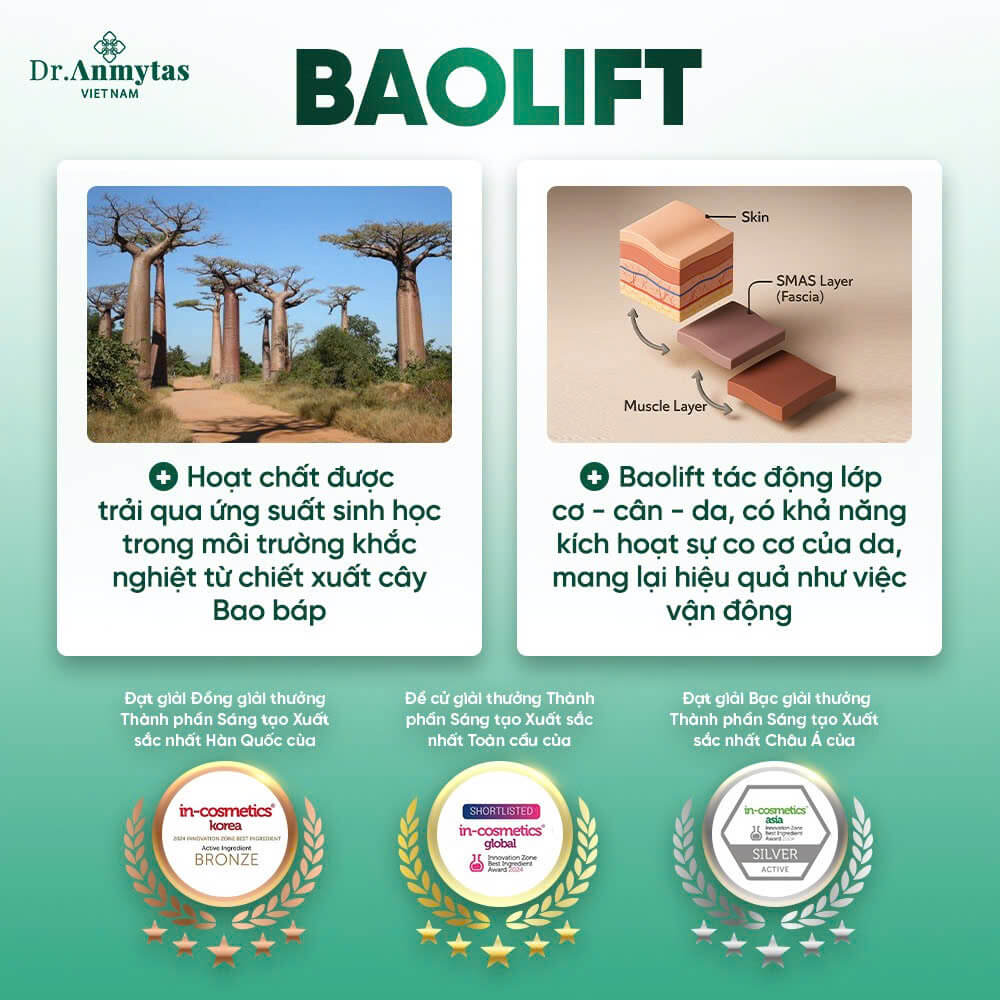 Dr.Anmytas
VIETNAM
BAOLIFT
Skin
SMAS Layer
(Fascia)
Muscle Layer
Hoạt chất được
trải qua ứng suất sinh học
trong môi trường khắc
nghiệt từ chiết xuất cây
Bao báp
Baolift tác động lớp
cơ - cân - da, có khả năng
kích hoạt sự co cơ của da,
mang lại hiệu quả như việc
vận động
Đạt giải Đồng giải thưởng
Thành phần Sáng tạo Xuất
sắc nhất Hàn Quốc của
in-cosmetics®
korea
2024 INNOVATION ZONE BEST INGREDIENT
Active Ingredient
BRONZE
Đề cử giải thưởng Thành
phần Sáng tạo Xuất sắc
nhất Toàn cầu của
SHORTLISTED
in-cosmetics®
global
Innovation Zone
Best Ingredient
Award 2024
Đạt giải Bạc giải thưởng
Thành phần Sáng tạo Xuất
sắc nhất Châu Á của
in-cosmetics®
asia
Innovation Zone
Best Ingredient
Award 2024
SILVER
ACTIVE